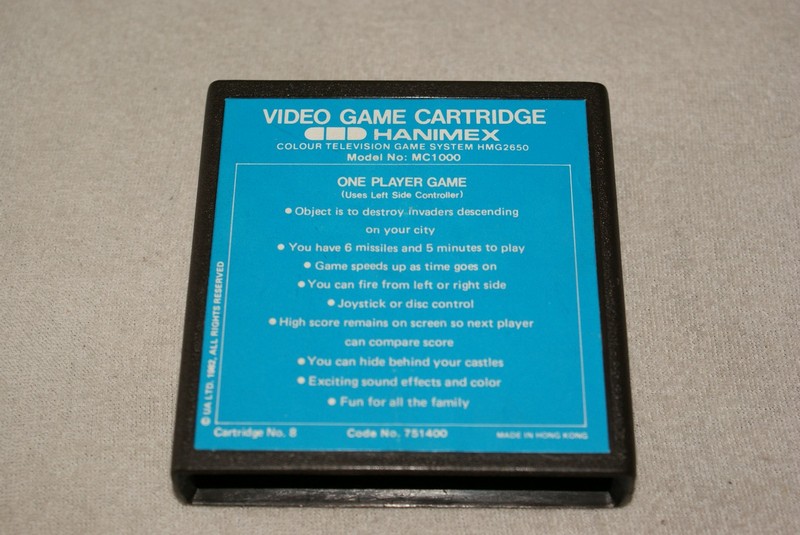 VIDEO GAME CARTRIDGE
HANIMEX
COLOUR TELEVISION GAME SYSTEM HMG2650
Model No: MC1000
ONE PLAYER GAME
(Uses Left Side Controller)
● Object is to destroy invaders descending
on your city
● You have 6 missiles and 5 minutes to play
● Game speeds up as time goes on
● You can fire from left or right side
● Joystick or disc control
● High score remains on screen so next player
can compare score
● You can hide behind your castles
● Exciting sound effects and color
● Fun for all the family
© UA LTD. 1982, ALL RIGHTS RESERVED
Cartridge No. 8 Code No. 751400 MADE IN HONG KONG